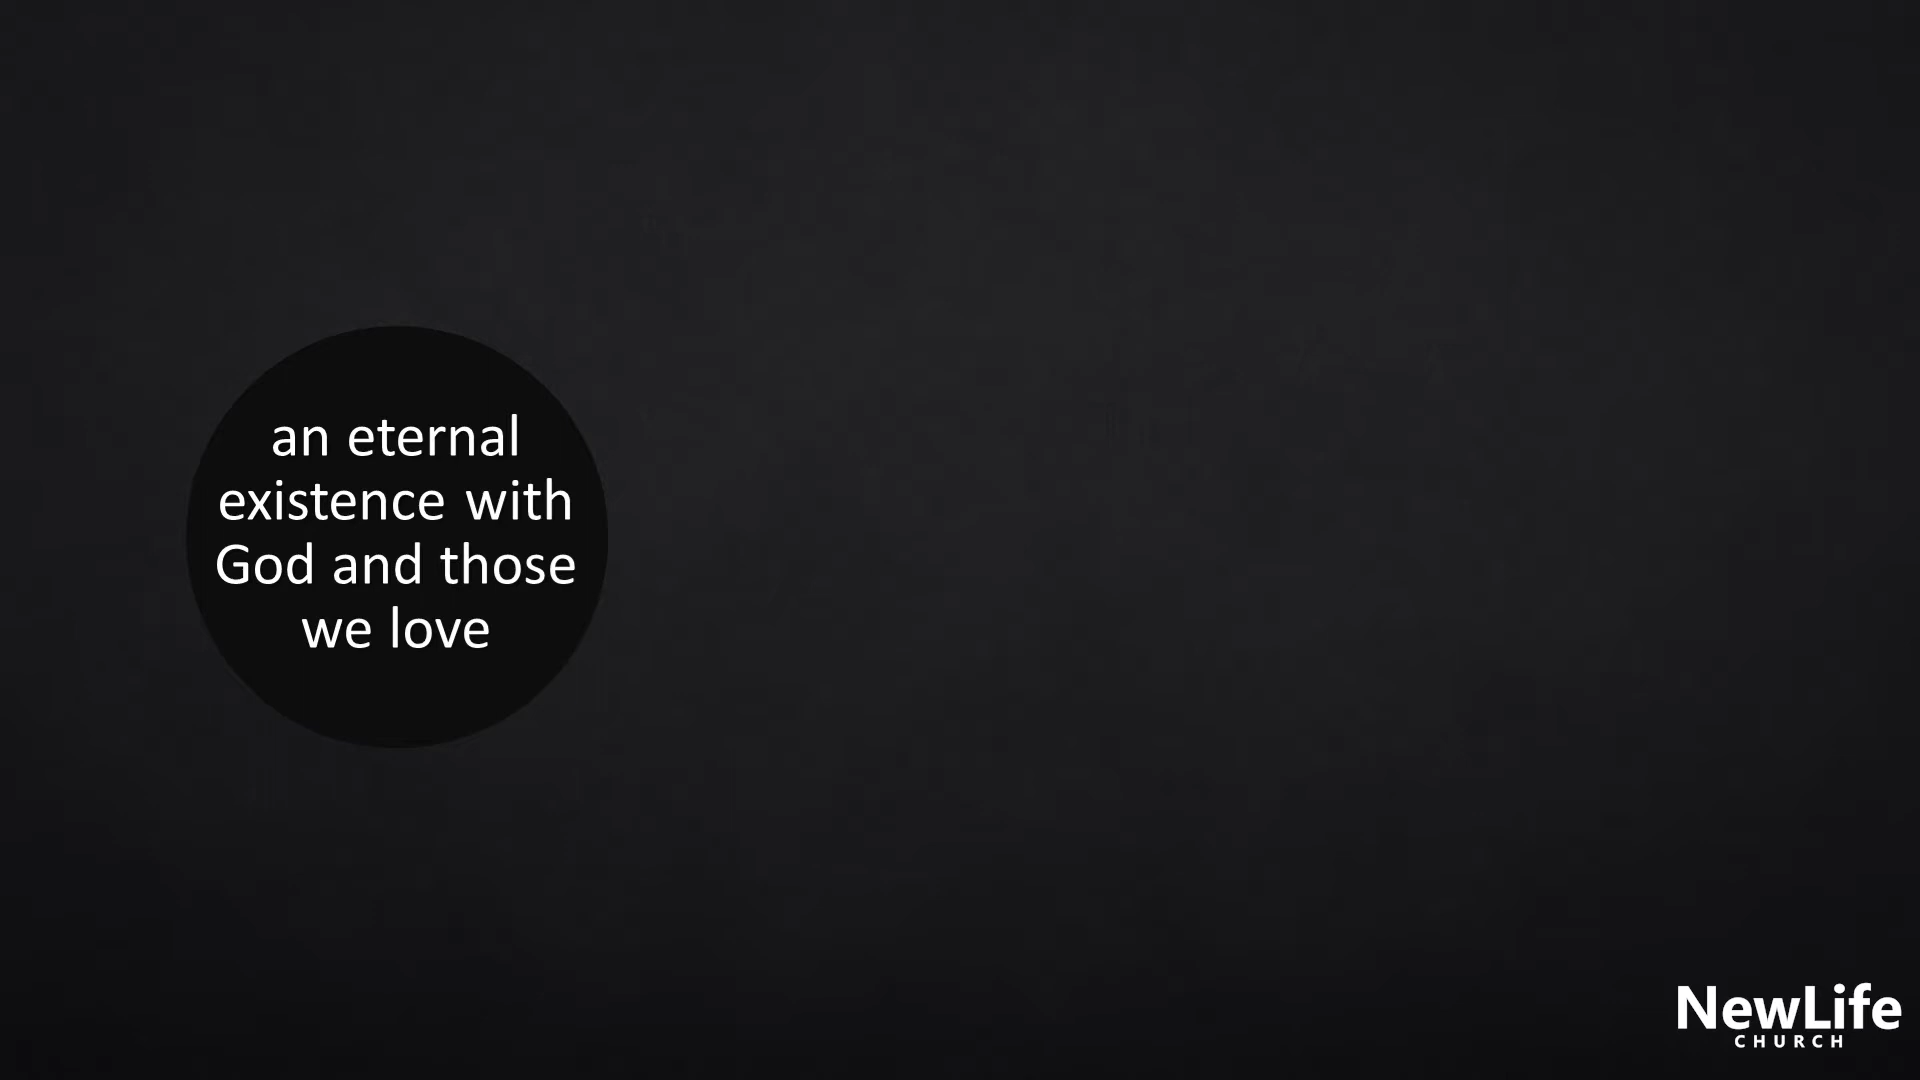 an eternal
existence with
God and those
we love
NewLife
CHURCH